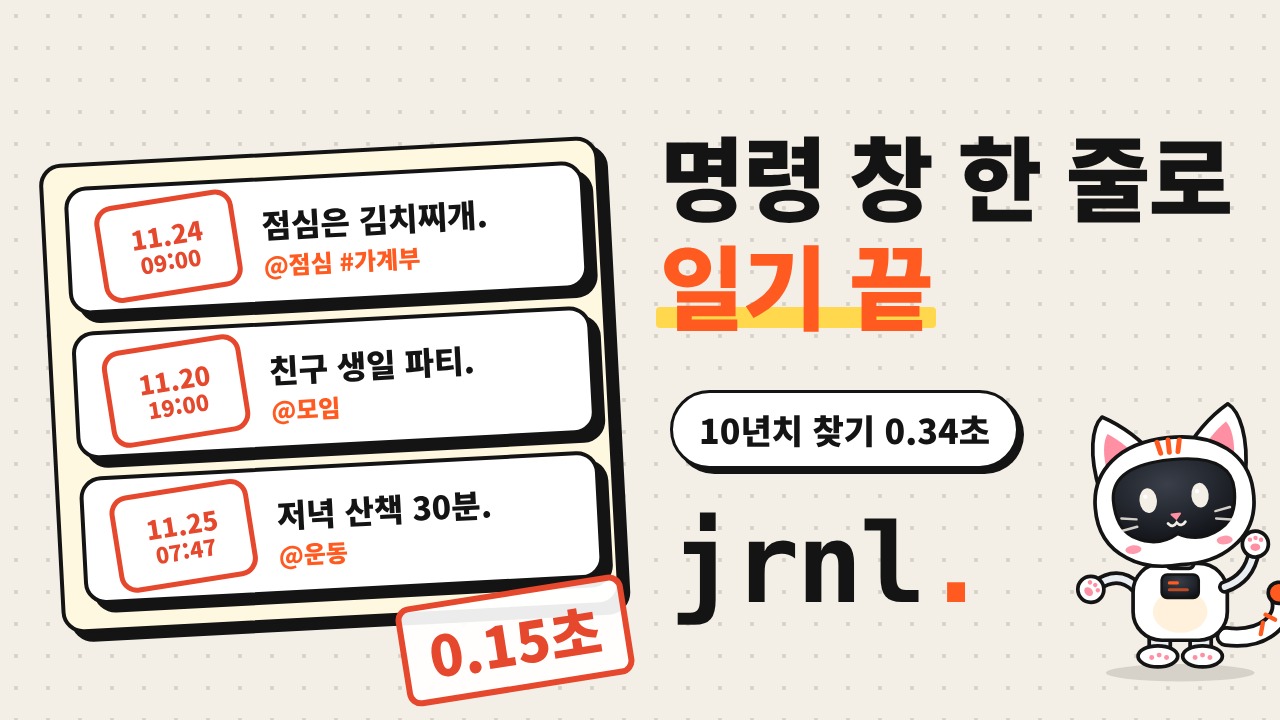 11.24
09:00
점심은 김치찌개.
@점심 #가계부
11.20
19:00
친구 생일 파티.
@모임
11.25
07:47
저녁 산책 30분.
@운동
0.15초
명령 창 한 줄로
일기 끝
10년치 찾기 0.34초
jrnl.